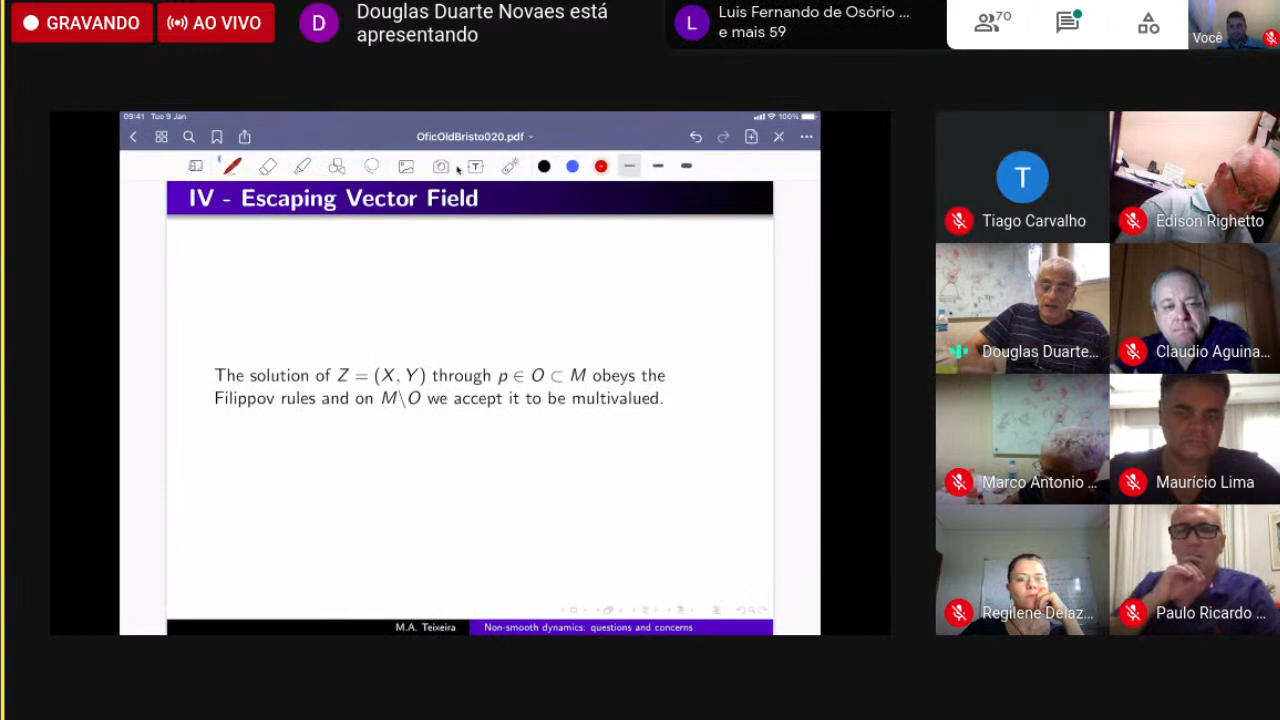 GRAVANDO
AO VIVO
D
Douglas Duarte Novaes está
apresentando
L
Luis Fernando de Osório ...
e mais 59
70
Você
09:41 Tue 9 Jan
100%
OficOldBristo020.pdf
T
IV - Escaping Vector Field
The solution of Z = (X, Y) through p ∈ O ⊂ M obeys the
Filippov rules and on M\O we accept it to be multivalued.
M.A. Teixeira
Non-smooth dynamics: questions and concerns
T
Tiago Carvalho
Edison Righetto
Douglas Duarte...
Claudio Aguina...
Marco Antonio ...
Maurício Lima
Regilene Delaz...
Paulo Ricardo ...